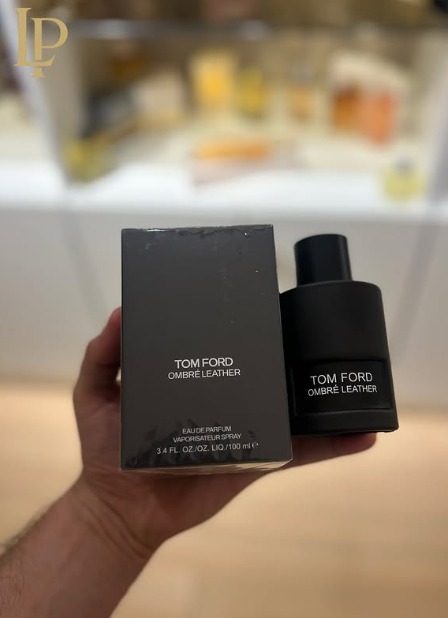 LP
TOM FORD
OMBRÉ LEATHER
EAU DE PARFUM
VAPORISATEUR SPRAY
3.4 FL. OZ./OZ. LIQ./100 ml ℮
TOM FORD
OMBRÉ LEATHER